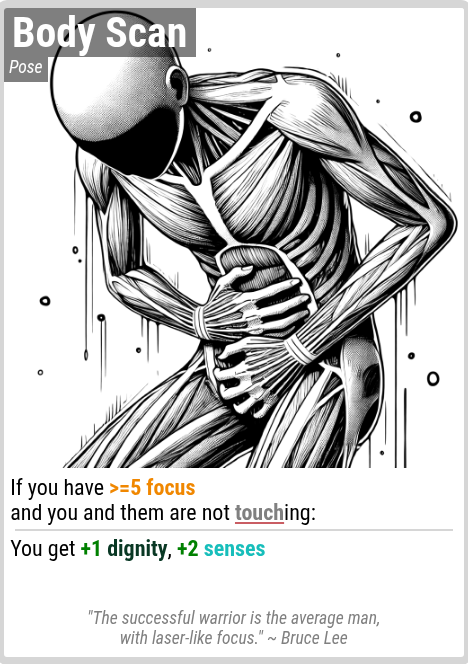 Body Scan
Pose
If you have >=5 focus
and you and them are not touching:
You get +1 dignity, +2 senses
"The successful warrior is the average man,
with laser-like focus." ~ Bruce Lee